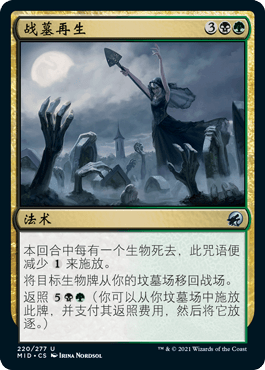 战墓再生 3
法术
本回合中每有一个生物死去，此咒语便
减少 1 来施放。
将目标生物牌从你的坟墓场移回战场。
返照 5（你可以从你坟墓场中施放
此牌，并支付其返照费用，然后将它放
逐。）
220/277 U
MID • CS IRINA NORDSOL
™ & © 2021 Wizards of the Coast